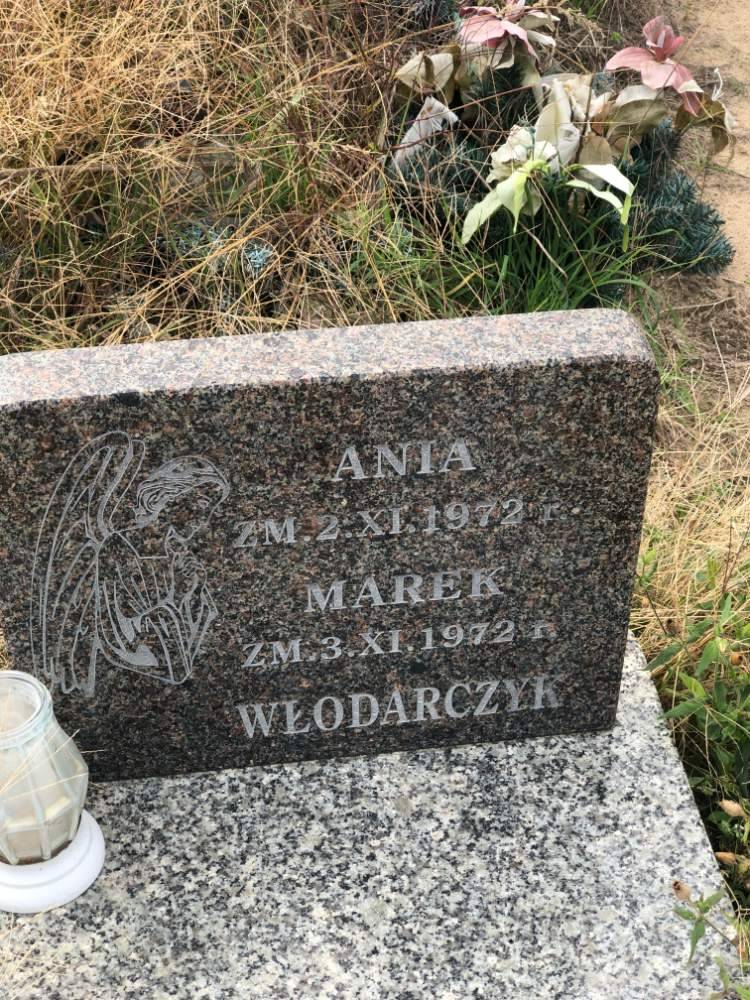 ANIA
ZM.2.XI.1972 r.
MAREK
ZM.3.XI.1972 r.
WŁODARCZYK